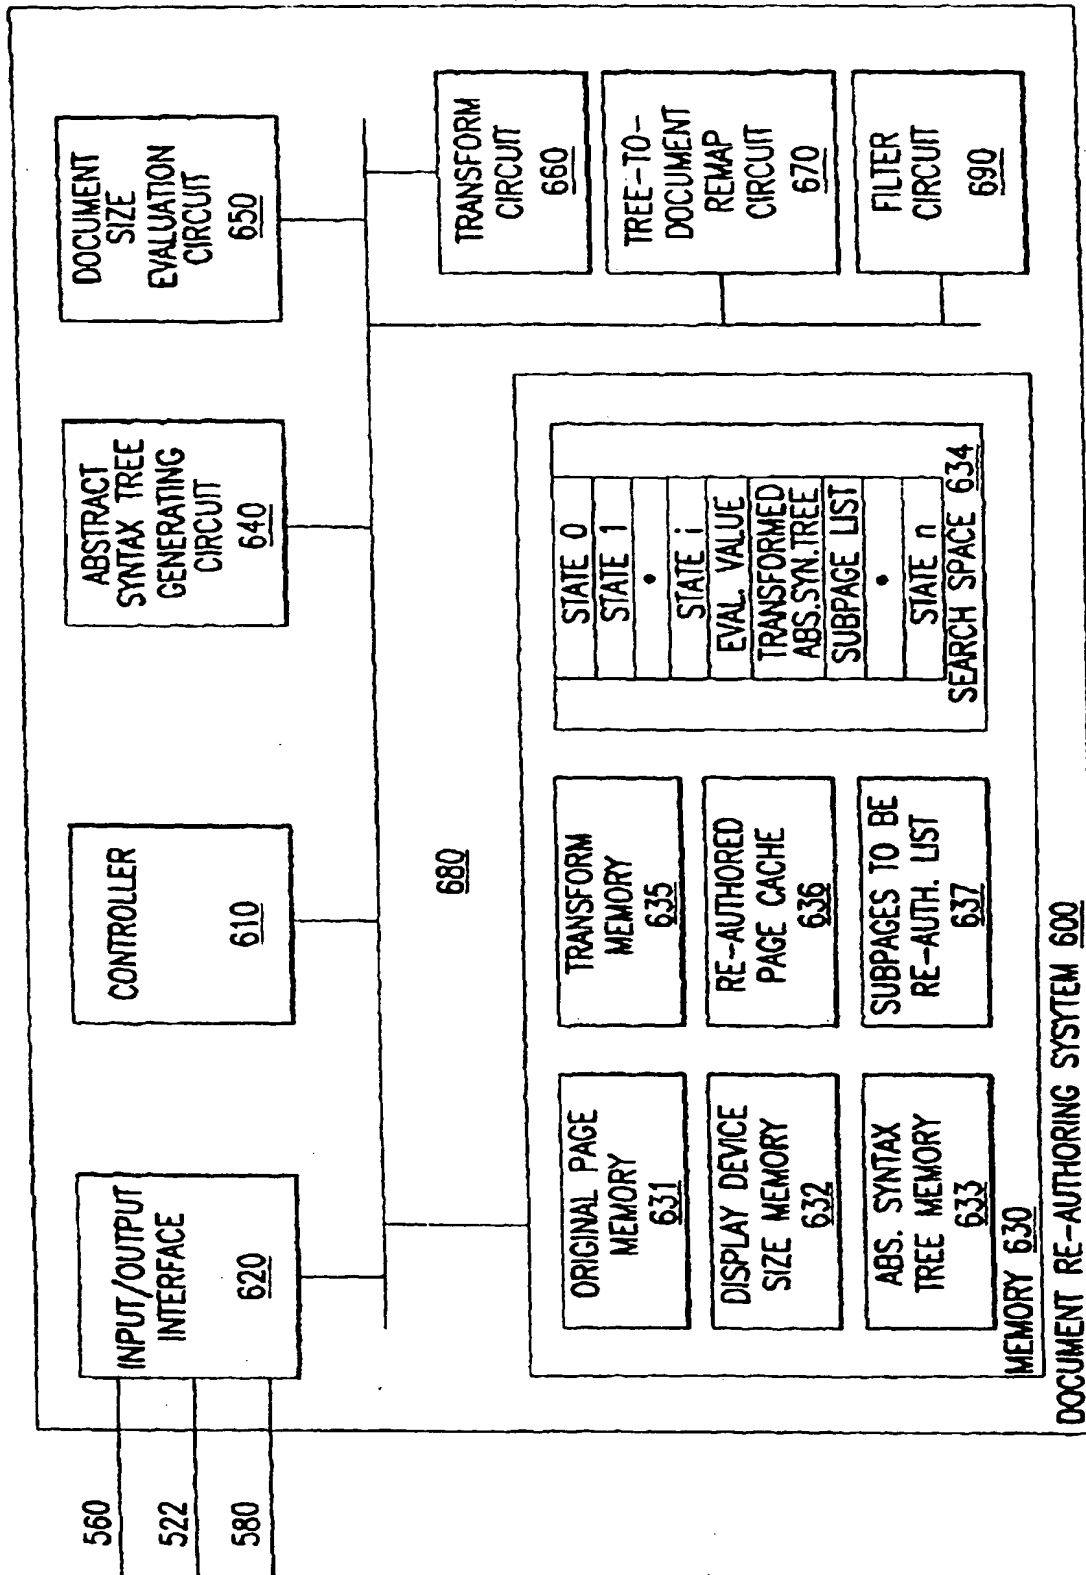 560
522
580
INPUT/OUTPUT
INTERFACE
620
CONTROLLER
610
ABSTRACT
SYNTAX TREE
GENERATING
CIRCUIT
640
DOCUMENT
SIZE
EVALUATION
CIRCUIT
650
680
TRANSFORM
CIRCUIT
660
TREE-TO-
DOCUMENT
REMAP
CIRCUIT
670
FILTER
CIRCUIT
690
ORIGINAL PAGE
MEMORY
631
DISPLAY DEVICE
SIZE MEMORY
632
ABS. SYNTAX
TREE MEMORY
633
TRANSFORM
MEMORY
635
RE-AUTHORED
PAGE CACHE
636
SUBPAGES TO BE
RE-AUTH. LIST
637
STATE 0
STATE 1
•
STATE i
EVAL. VALUE
TRANSFORMED
ABS.SYN.TREE
SUBPAGE LIST
•
STATE n
SEARCH SPACE 634
MEMORY 630
DOCUMENT RE-AUTHORING SYSYTEM 600